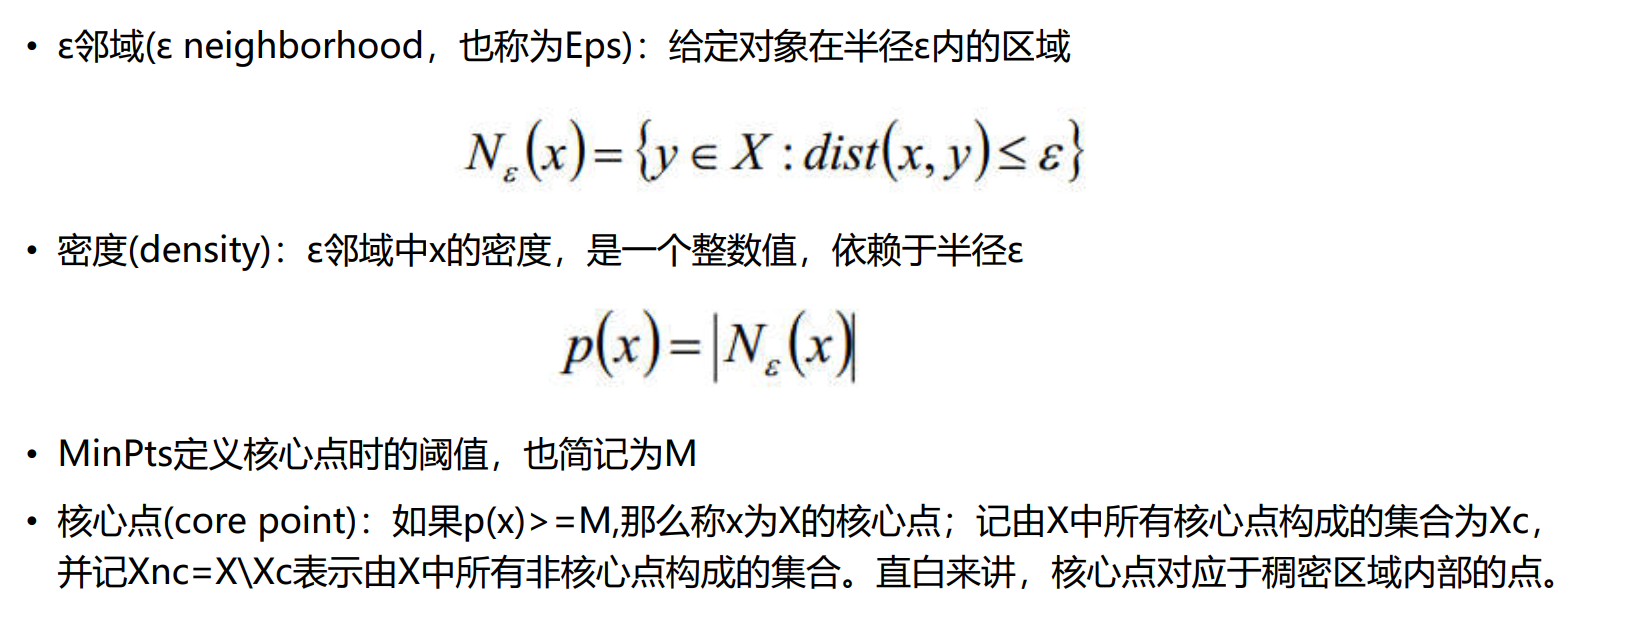 • ε邻域(ε neighborhood，也称为Eps)：给定对象在半径ε内的区域
N_ε(x)={y∈X:dist(x,y)≤ε}
• 密度(density)：ε邻域中x的密度，是一个整数值，依赖于半径ε
p(x)=|N_ε(x)|
• MinPts定义核心点时的阈值，也简记为M
• 核心点(core point)：如果p(x)>=M,那么称x为X的核心点；记由X中所有核心点构成的集合为Xc，
并记Xnc=X\Xc表示由X中所有非核心点构成的集合。直白来讲，核心点对应于稠密区域内部的点。